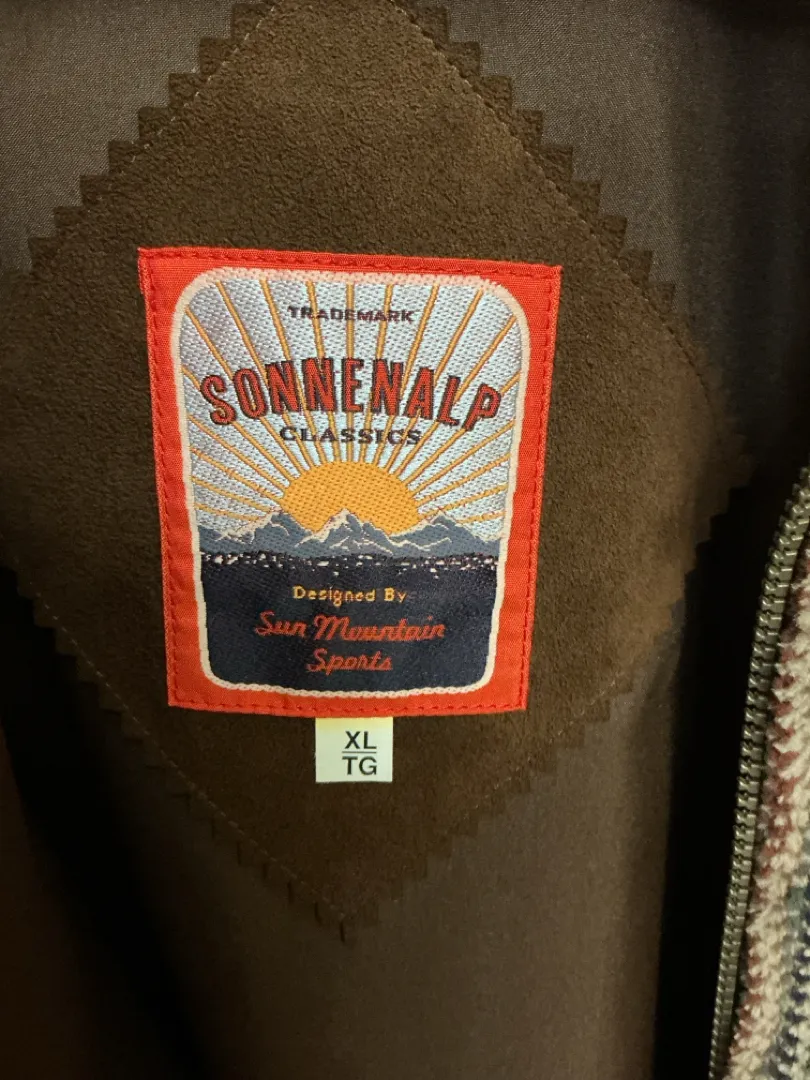 TRADEMARK
SONNENALP
CLASSICS
Designed By
Sun Mountain
Sports
XL
TG